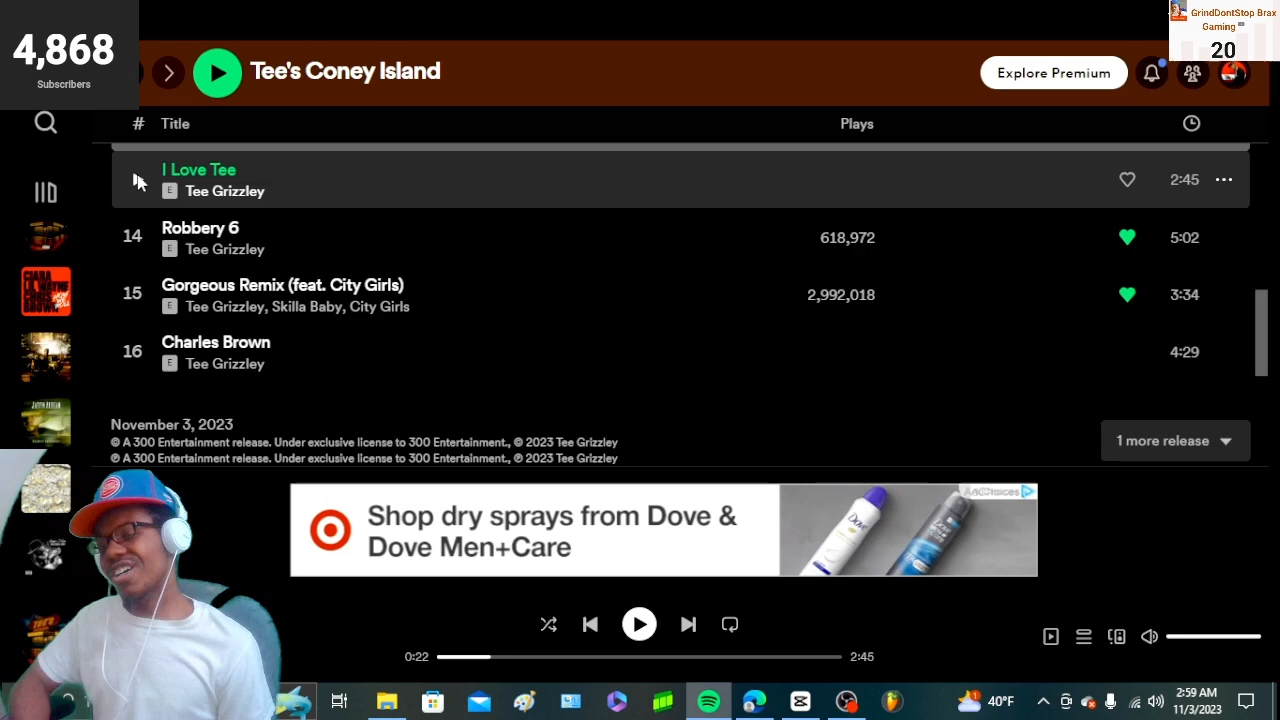 4,868
Subscribers
GrindDontStop Brax
Gaming
20
Tee's Coney Island
Explore Premium
# Title Plays
I Love Tee
E Tee Grizzley
2:45
14 Robbery 6 618,972 5:02
E Tee Grizzley
15 Gorgeous Remix (feat. City Girls) 2,992,018 3:34
E Tee Grizzley, Skilla Baby, City Girls
16 Charles Brown 4:29
E Tee Grizzley
November 3, 2023
© A 300 Entertainment release. Under exclusive license to 300 Entertainment., © 2023 Tee Grizzley
℗ A 300 Entertainment release. Under exclusive license to 300 Entertainment., ℗ 2023 Tee Grizzley
1 more release
Shop dry sprays from Dove &
Dove Men+Care
AdChoices
Dove
0:22 2:45
1
40°F
2:59 AM
11/3/2023